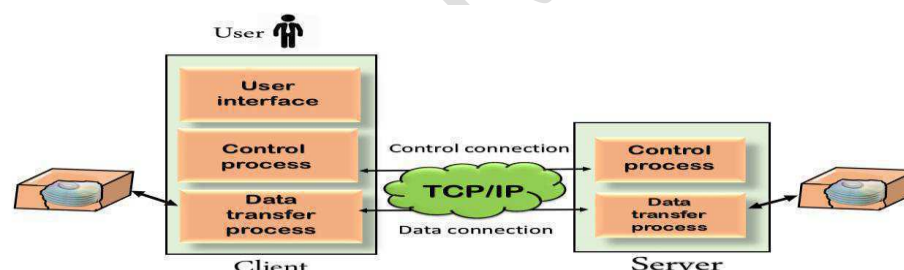 User
User
interface
Control
process
Data
transfer
process
Client
Control connection
TCP/IP
Data connection
Control
process
Data
transfer
process
Server